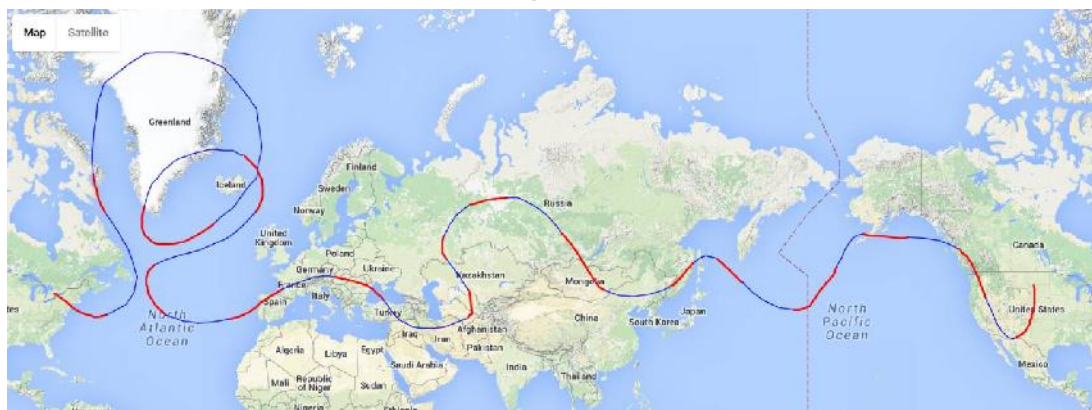 Map Satellite
Greenland
Iceland
Finland
Sweden
Norway
Russia
United
Kingdom
Poland
Germany
Ukraine
France
Italy
Spain
Turkey
Kazakhstan
Mongolia
tes
North
Atlantic
Ocean
Iraq
Iran
Afghanistan
Pakistan
China
South Korea
Japan
Algeria
Libya
Egypt
Saudi Arabia
India
Thailand
Mali
Republic
of Niger
Sudan
Nigeria
Ethiopia
North
Pacific
Ocean
Canada
United States
Mexico